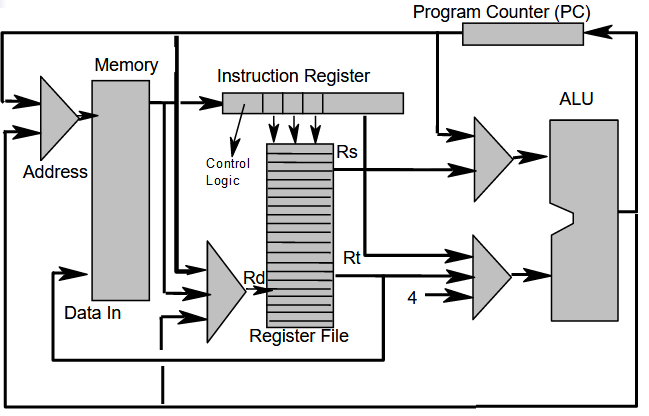 Program Counter (PC)
Memory
Instruction Register
ALU
Control
Logic
Rs
Address
Rt
Rd
4
Data In
Register File